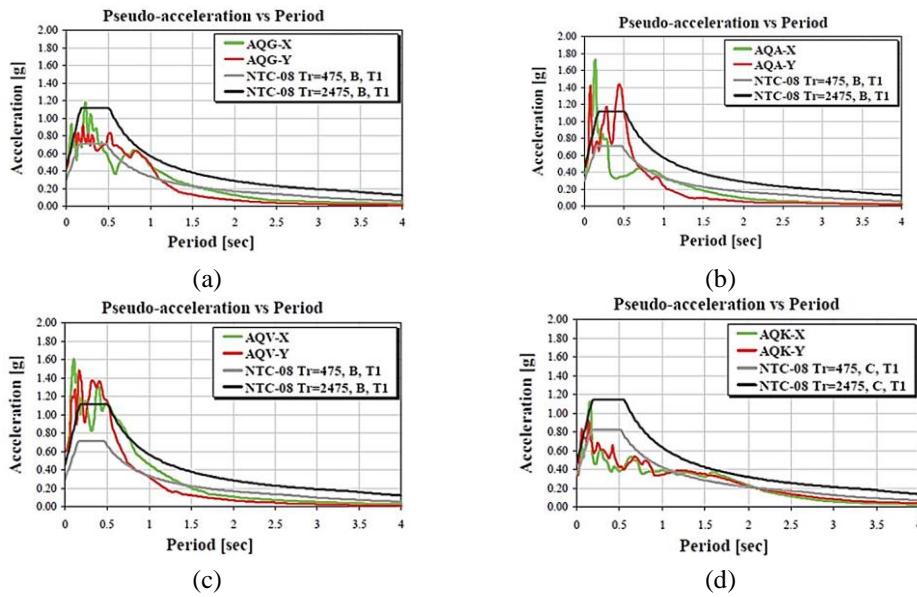 Pseudo-acceleration vs Period
2.00
1.80
1.60
1.40
1.20
1.00
0.80
0.60
0.40
0.20
0.00
Acceleration [g]
AQG-X
AQG-Y
NTC-08 Tr=475, B, T1
NTC-08 Tr=2475, B, T1
0 0.5 1 1.5 2 2.5 3 3.5 4
Period [sec]
(a)
Pseudo-acceleration vs Period
2.00
1.80
1.60
1.40
1.20
1.00
0.80
0.60
0.40
0.20
0.00
Acceleration [g]
AQA-X
AQA-Y
NTC-08 Tr=475, B, T1
NTC-08 Tr=2475, B, T1
0 0.5 1 1.5 2 2.5 3 3.5 4
Period [sec]
(b)
Pseudo-acceleration vs Period
2.00
1.80
1.60
1.40
1.20
1.00
0.80
0.60
0.40
0.20
0.00
Acceleration [g]
AQV-X
AQV-Y
NTC-08 Tr=475, B, T1
NTC-08 Tr=2475, B, T1
0 0.5 1 1.5 2 2.5 3 3.5 4
Period [sec]
(c)
Pseudo-acceleration vs Period
2.00
1.80
1.60
1.40
1.20
1.00
0.80
0.60
0.40
0.20
0.00
Acceleration [g]
AQK-X
AQK-Y
NTC-08 Tr=475, C, T1
NTC-08 Tr=2475, C, T1
0 0.5 1 1.5 2 2.5 3 3.5 4
Period [sec]
(d)